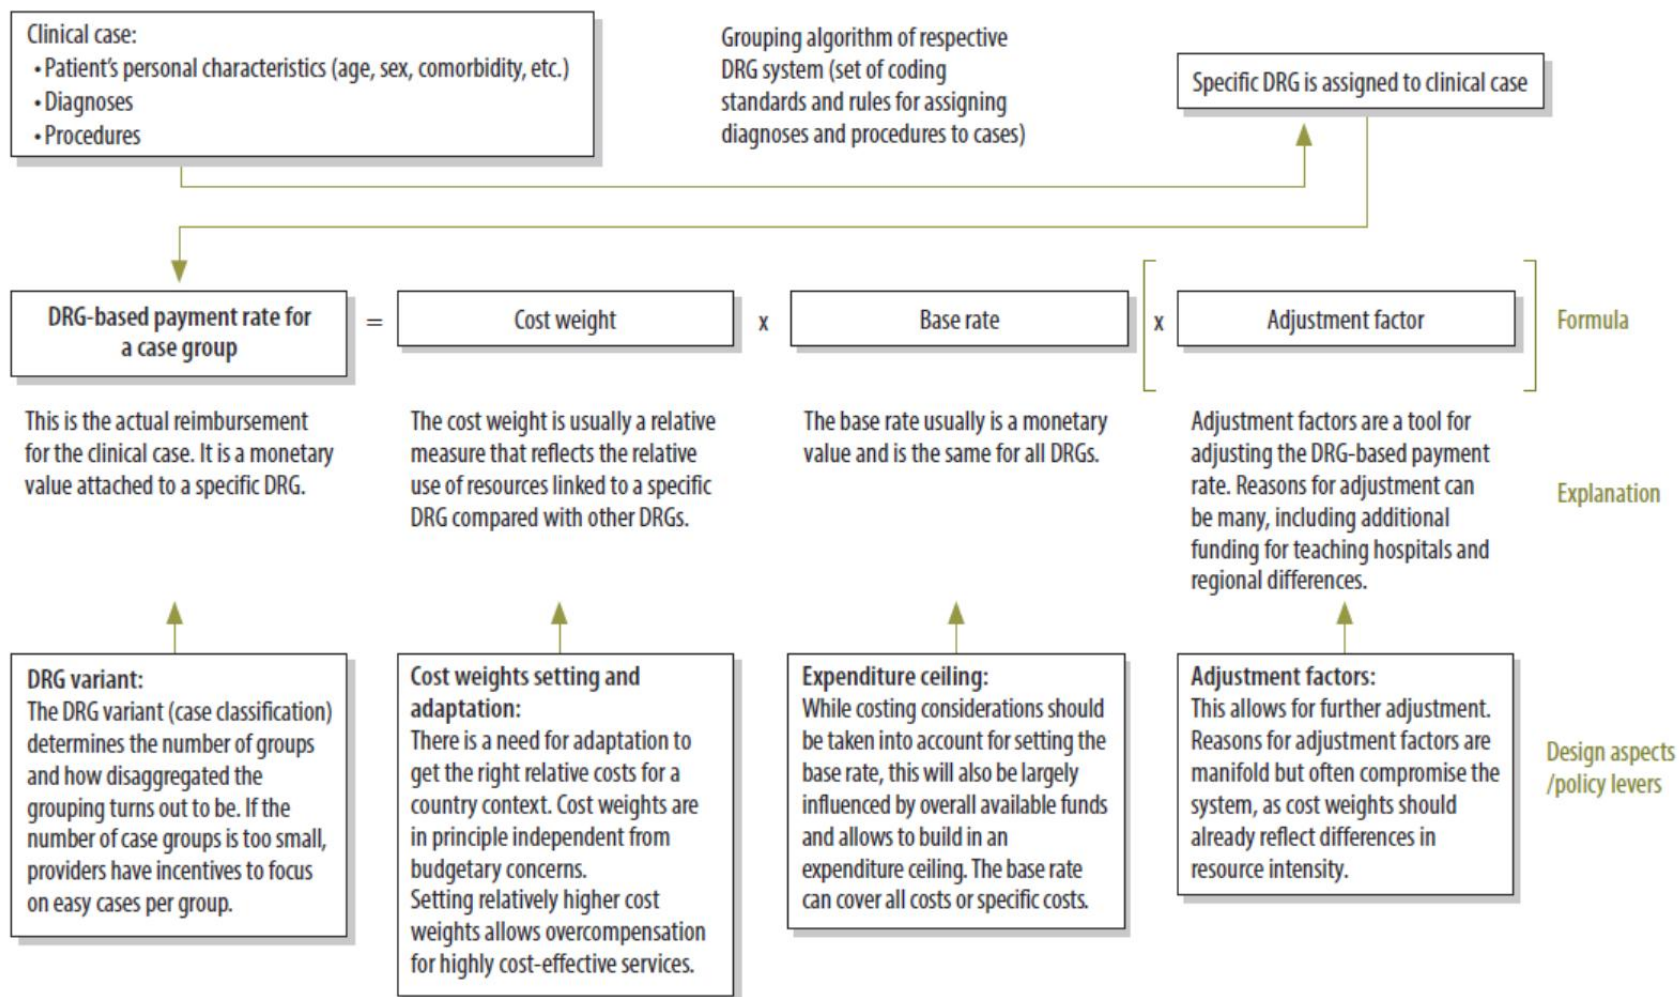 Clinical case:
• Patient's personal characteristics (age, sex, comorbidity, etc.)
• Diagnoses
• Procedures
Grouping algorithm of respective
DRG system (set of coding
standards and rules for assigning
diagnoses and procedures to cases)
Specific DRG is assigned to clinical case
DRG-based payment rate for
a case group
=
Cost weight
x
Base rate
x
Adjustment factor
Formula
This is the actual reimbursement
for the clinical case. It is a monetary
value attached to a specific DRG.
The cost weight is usually a relative
measure that reflects the relative
use of resources linked to a specific
DRG compared with other DRGs.
The base rate usually is a monetary
value and is the same for all DRGs.
Adjustment factors are a tool for
adjusting the DRG-based payment
rate. Reasons for adjustment can
be many, including additional
funding for teaching hospitals and
regional differences.
Explanation
DRG variant:
The DRG variant (case classification)
determines the number of groups
and how disaggregated the
grouping turns out to be. If the
number of case groups is too small,
providers have incentives to focus
on easy cases per group.
Cost weights setting and
adaptation:
There is a need for adaptation to
get the right relative costs for a
country context. Cost weights are
in principle independent from
budgetary concerns.
Setting relatively higher cost
weights allows overcompensation
for highly cost-effective services.
Expenditure ceiling:
While costing considerations should
be taken into account for setting the
base rate, this will also be largely
influenced by overall available funds
and allows to build in an
expenditure ceiling. The base rate
can cover all costs or specific costs.
Adjustment factors:
This allows for further adjustment.
Reasons for adjustment factors are
manifold but often compromise the
system, as cost weights should
already reflect differences in
resource intensity.
Design aspects
/policy levers